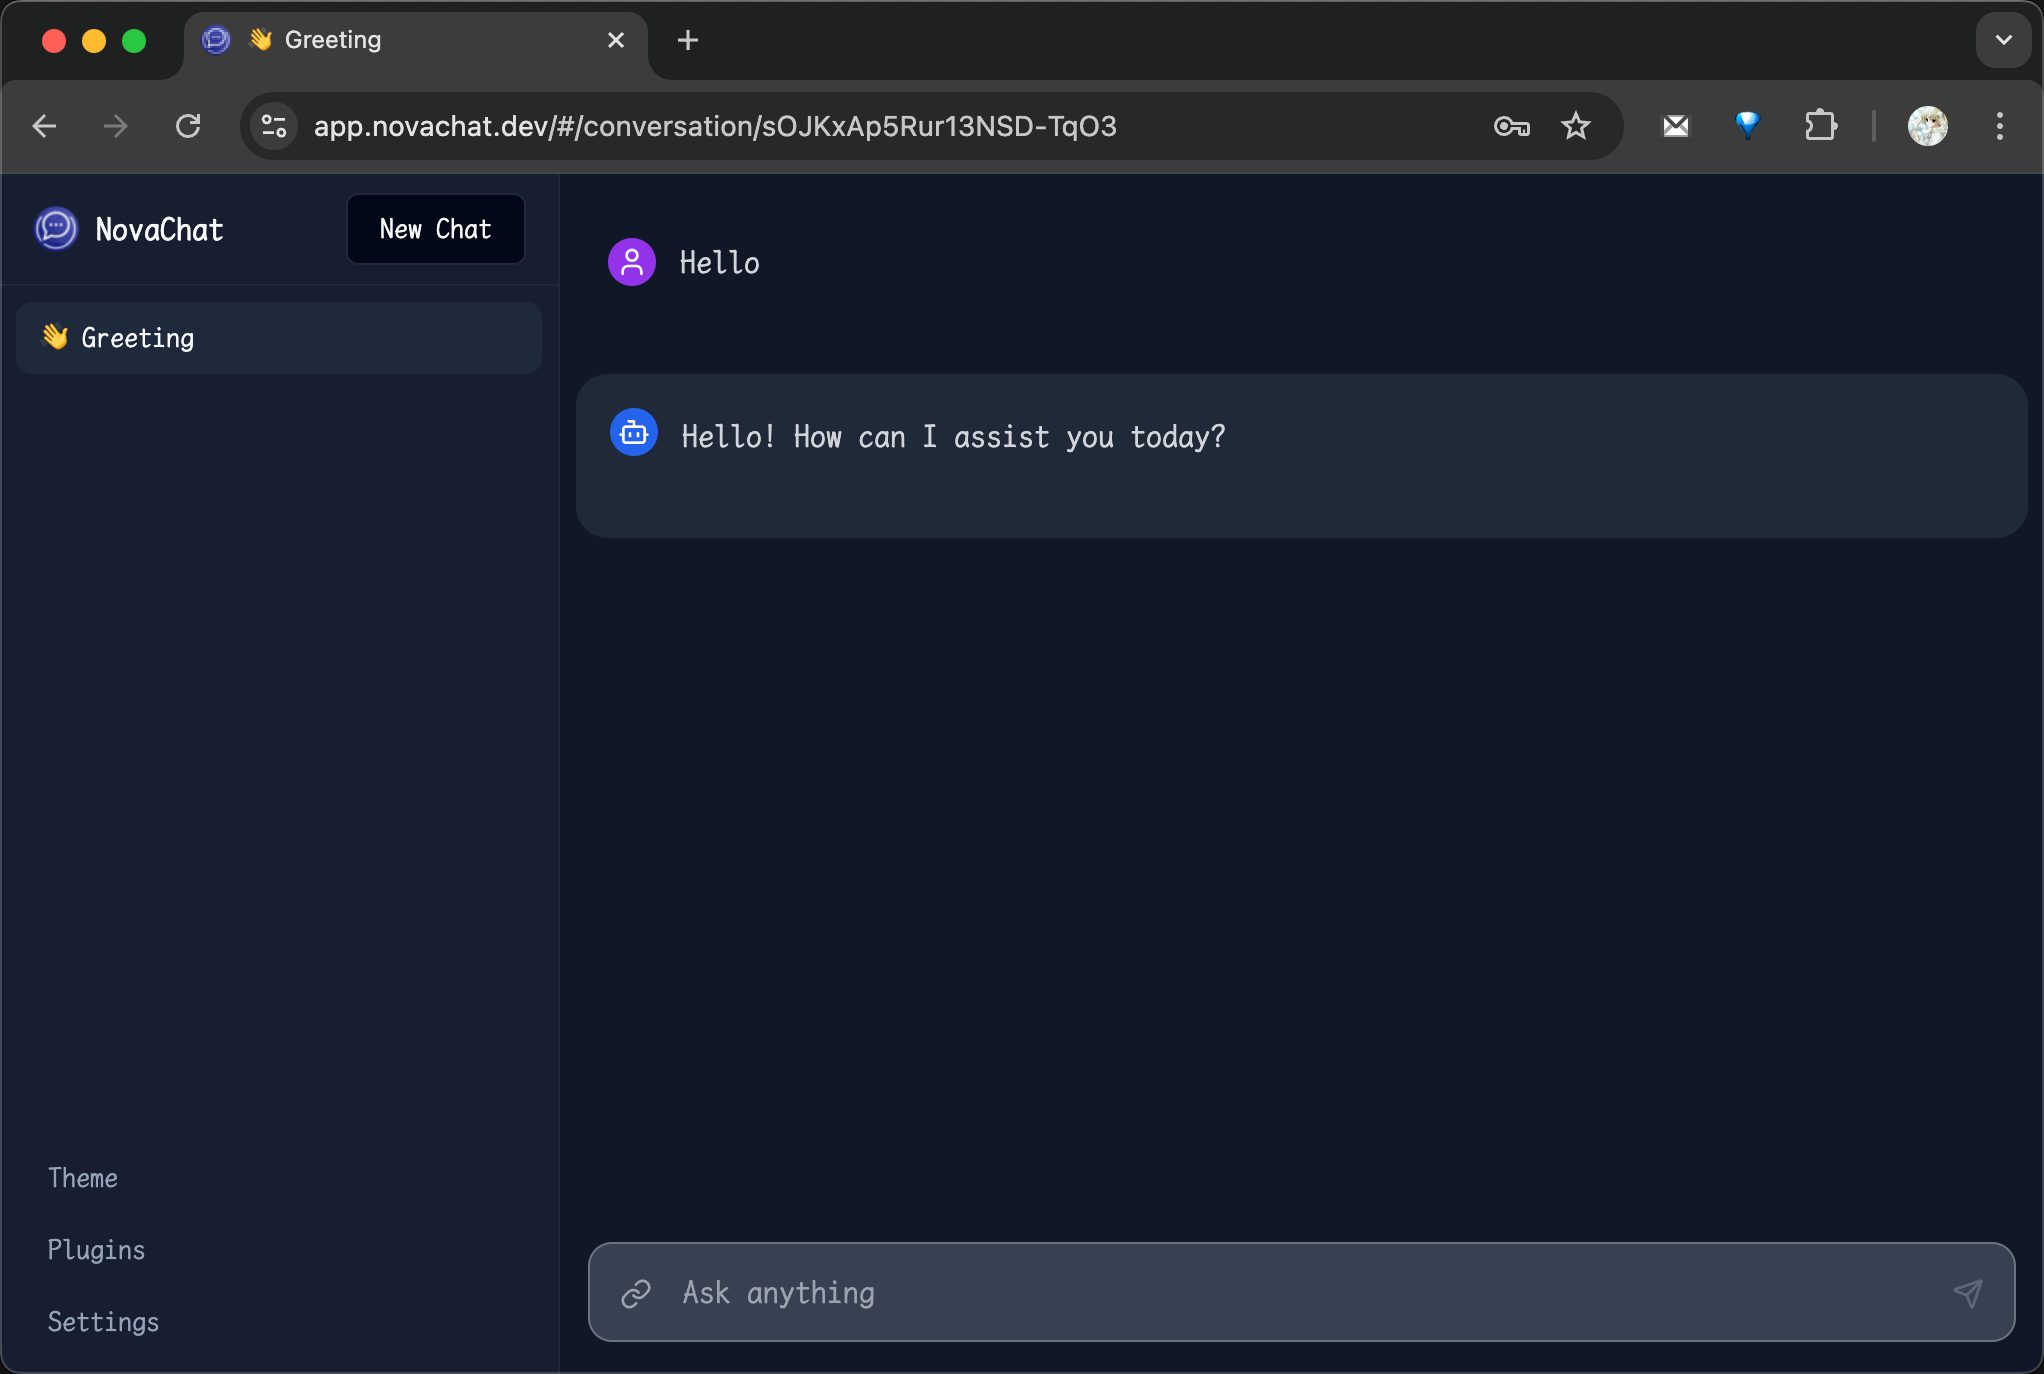 👋 Greeting
app.novachat.dev/#/conversation/sOJKxAp5Rur13NSD-TqO3
NovaChat
New Chat
👋 Greeting
Hello
Hello! How can I assist you today?
Theme
Plugins
Settings
Ask anything